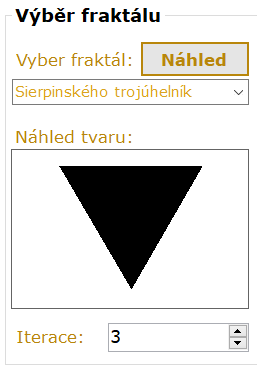 Výběr fraktálu
Vyber fraktál: Náhled
Sierpinského trojúhelník
Náhled tvaru:
Iterace: 3